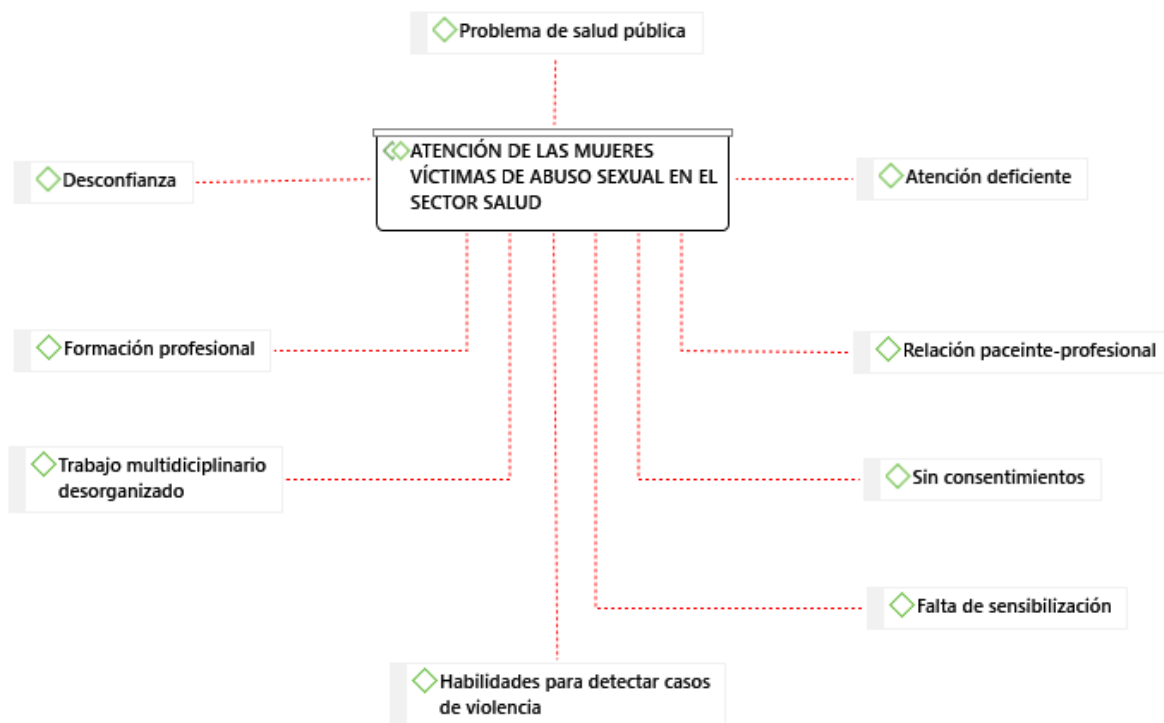 Problema de salud pública
ATENCIÓN DE LAS MUJERES
VÍCTIMAS DE ABUSO SEXUAL EN EL
SECTOR SALUD
Desconfianza
Atención deficiente
Formación profesional
Relación paceinte-profesional
Trabajo multidiciplinario
desorganizado
Sin consentimientos
Falta de sensibilización
Habilidades para detectar casos
de violencia